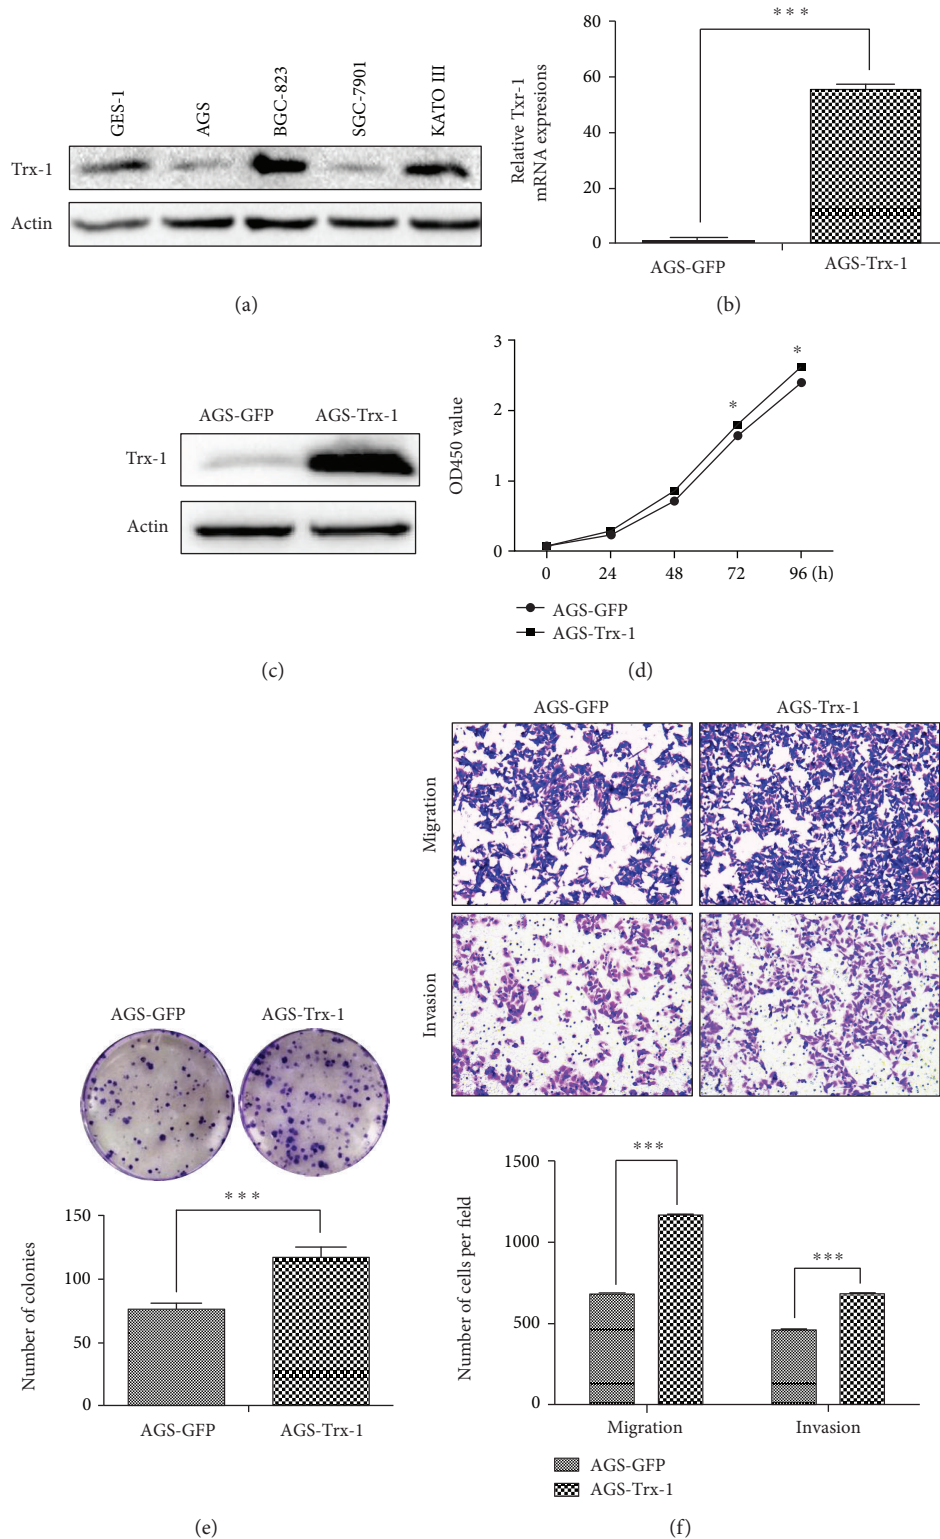 GES-1
AGS
BGC-823
SGC-7901
KATO III
Trx-1
Actin
(a)
Relative Txr-1
mRNA expresions
80
60
40
20
0
* * *
AGS-GFP
AGS-Trx-1
(b)
AGS-GFP
AGS-Trx-1
Trx-1
Actin
(c)
OD450 value
3
2
1
0
*
*
0
24
48
72
96 (h)
AGS-GFP
AGS-Trx-1
(d)
AGS-GFP
AGS-Trx-1
* * *
Number of colonies
150
100
50
0
AGS-GFP
AGS-Trx-1
(e)
AGS-GFP
AGS-Trx-1
Migration
Invasion
Number of cells per field
1500
1000
500
0
***
***
Migration
Invasion
AGS-GFP
AGS-Trx-1
(f)